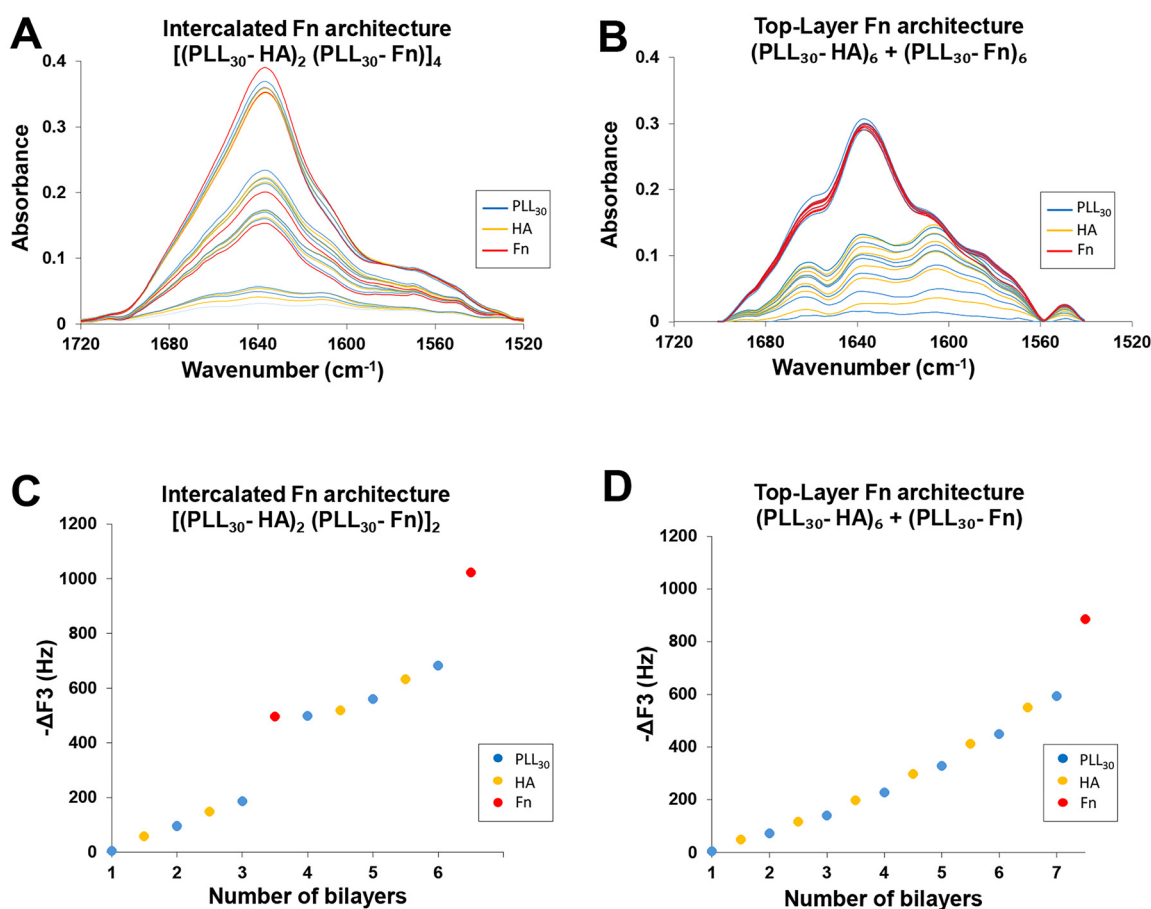 A
Intercalated Fn architecture
[(PLL₃₀- HA)₂ (PLL₃₀- Fn)]₄
0.4
0.3
0.2
0.1
0
Absorbance
1720 1680 1640 1600 1560 1520
Wavenumber (cm⁻¹)
PLL₃₀
HA
Fn
B
Top-Layer Fn architecture
(PLL₃₀- HA)₆ + (PLL₃₀- Fn)₆
0.4
0.3
0.2
0.1
0
Absorbance
1720 1680 1640 1600 1560 1520
Wavenumber (cm⁻¹)
PLL₃₀
HA
Fn
C
Intercalated Fn architecture
[(PLL₃₀- HA)₂ (PLL₃₀- Fn)]₂
1200
1000
800
600
400
200
0
-ΔF3 (Hz)
1 2 3 4 5 6
Number of bilayers
PLL₃₀
HA
Fn
D
Top-Layer Fn architecture
(PLL₃₀- HA)₆ + (PLL₃₀- Fn)
1200
1000
800
600
400
200
0
-ΔF3 (Hz)
1 2 3 4 5 6 7
Number of bilayers
PLL₃₀
HA
Fn